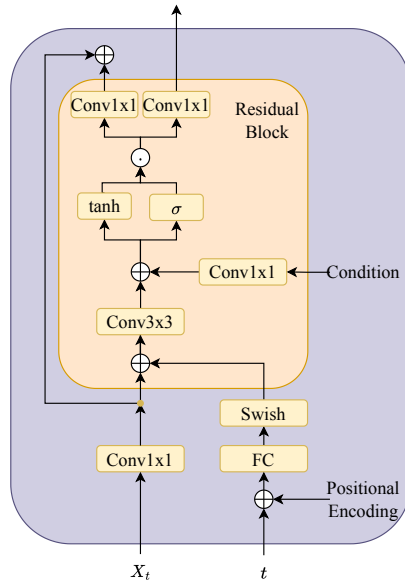 Conv1x1 Conv1x1
Residual
Block
·
tanh
σ
Conv1x1
Condition
Conv3x3
Swish
Conv1x1
FC
Positional
Encoding
X_t
t